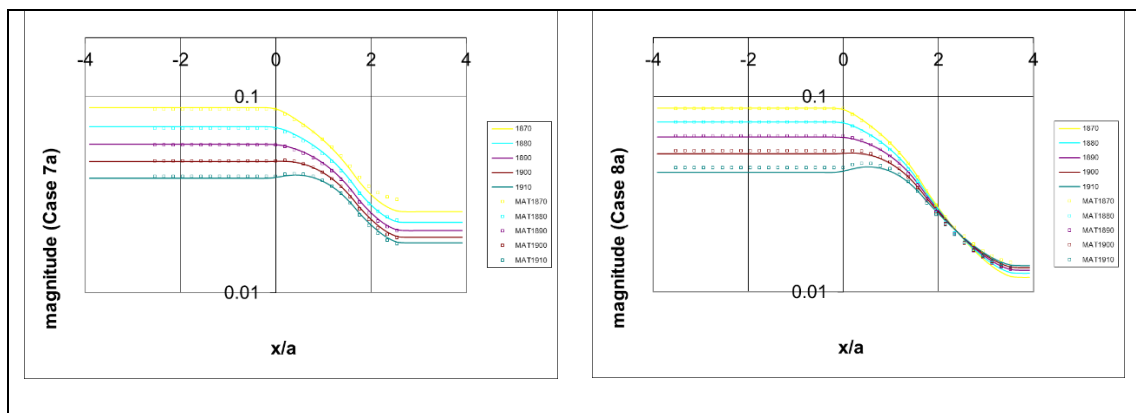 -4 -2 0 2 4
0.1
0.01
magnitude (Case 7a)
x/a
1870
1880
1890
1900
1910
MAT1870
MAT1880
MAT1890
MAT1900
MAT1910
-4 -2 0 2 4
0.1
0.01
magnitude (Case 8a)
x/a
1870
1880
1890
1900
1910
MAT1870
MAT1880
MAT1890
MAT1900
MAT1910